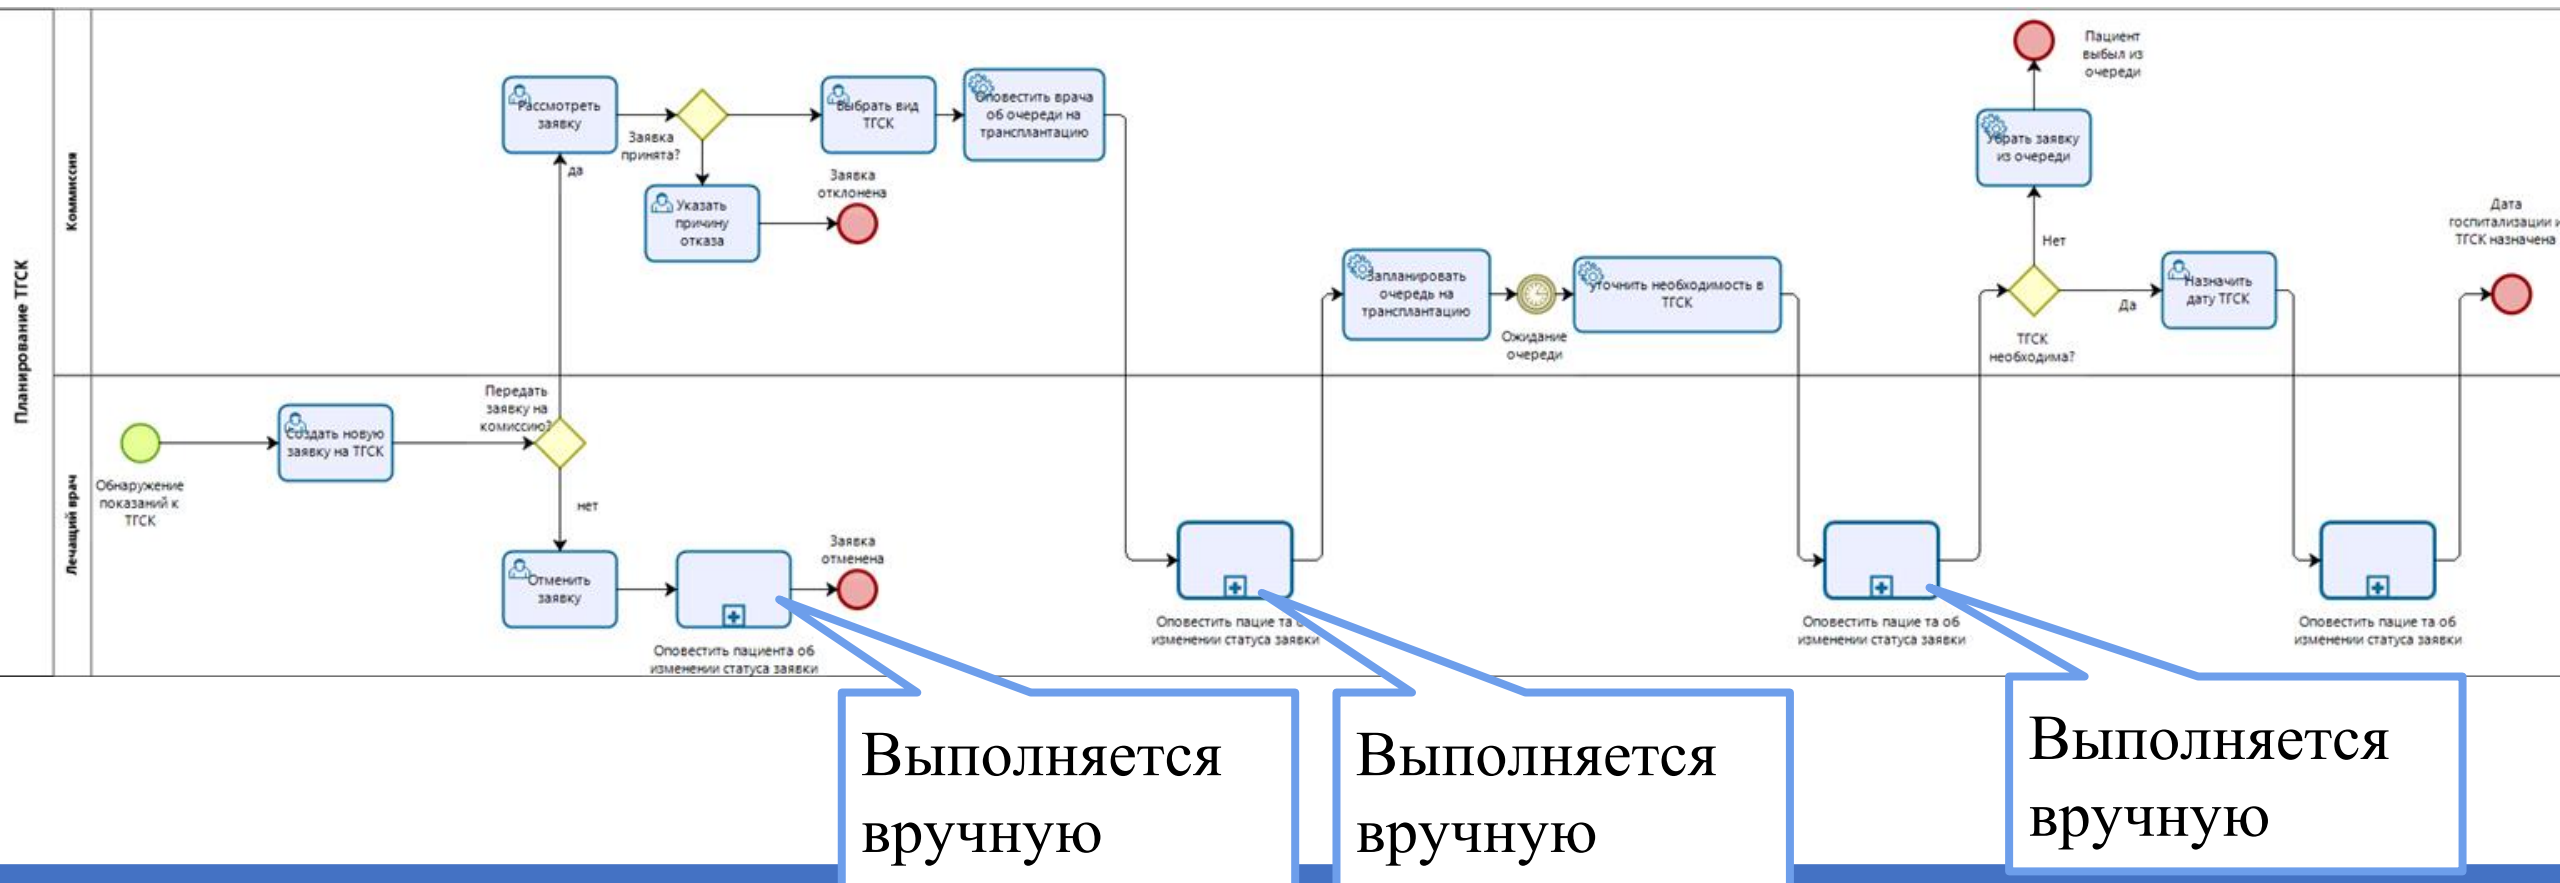 Планирование ТГСК
Коммиссия
Лечащий врач
Обнаружение
показаний к
ТГСК
Создать новую
заявку на ТГСК
Передать
заявку на
комиссию?
да
нет
Рассмотреть
заявку
Заявка
принята?
Указать
причину
отказа
Заявка
отклонена
Выбрать вид
ТГСК
Оповестить врача
об очереди на
трансплантацию
Отменить
заявку
Оповестить пациента об
изменении статуса заявки
Заявка
отменена
Оповестить пацие та об
изменении статуса заявки
Запланировать
очередь на
трансплантацию
Ожидание
очереди
уточнить необходимость в
ТГСК
Оповестить пацие та об
изменении статуса заявки
ТГСК
необходима?
Нет
Да
Убрать заявку
из очереди
Пациент
выбыл из
очереди
Назначить
дату ТГСК
Оповестить пацие та об
изменении статуса заявки
Дата
госпитализации и
ТГСК назначена
Выполняется
вручную
Выполняется
вручную
Выполняется
вручную